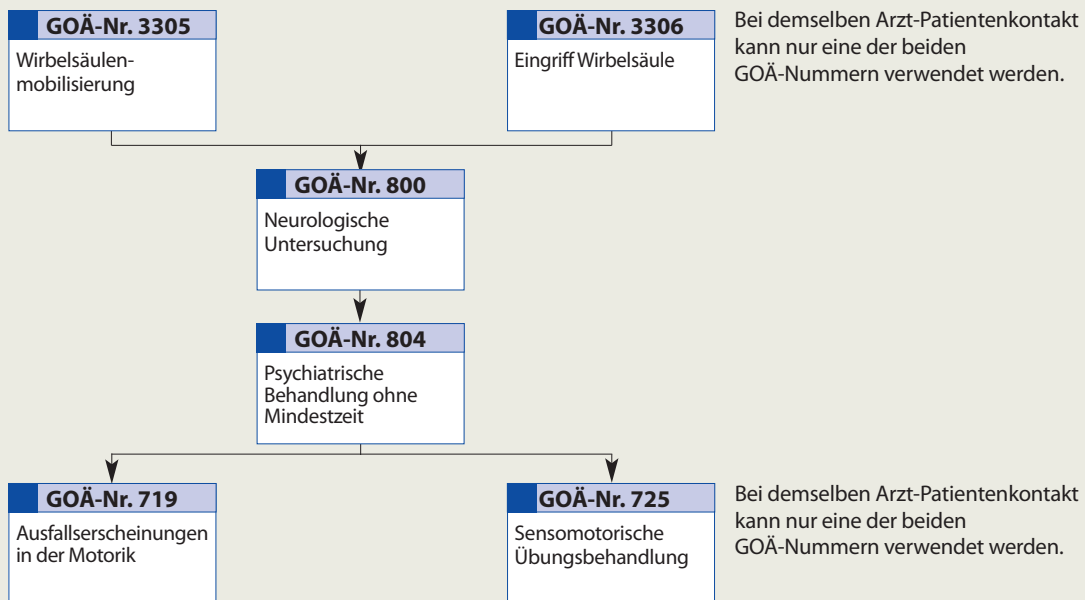 GOÄ-Nr. 3305
Wirbelsäulen-
mobilisierung
GOÄ-Nr. 3306
Eingriff Wirbelsäule
Bei demselben Arzt-Patientenkontakt
kann nur eine der beiden
GOÄ-Nummern verwendet werden.
GOÄ-Nr. 800
Neurologische
Untersuchung
GOÄ-Nr. 804
Psychiatrische
Behandlung ohne
Mindestzeit
GOÄ-Nr. 719
Ausfallserscheinungen
in der Motorik
GOÄ-Nr. 725
Sensomotorische
Übungsbehandlung
Bei demselben Arzt-Patientenkontakt
kann nur eine der beiden
GOÄ-Nummern verwendet werden.